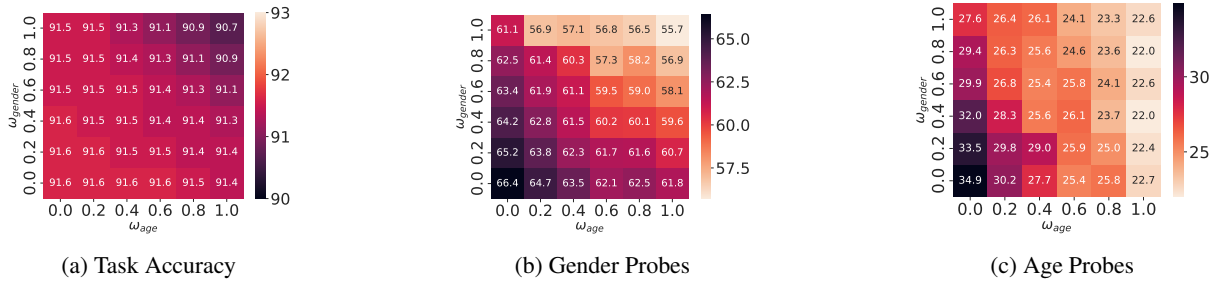 1.0 91.5 91.5 91.3 91.1 90.9 90.7
0.8 91.5 91.5 91.4 91.3 91.1 90.9
0.6 91.5 91.5 91.5 91.4 91.3 91.1
0.4 91.6 91.5 91.5 91.4 91.4 91.3
0.2 91.6 91.6 91.5 91.5 91.4 91.4
0.0 91.6 91.6 91.6 91.6 91.5 91.4
0.0 0.2 0.4 0.6 0.8 1.0
ω_age
ω_gender
93
92
91
90
(a) Task Accuracy
1.0 61.1 56.9 57.1 56.8 56.5 55.7
0.8 62.5 61.4 60.3 57.3 58.2 56.9
0.6 63.4 61.9 61.1 59.5 59.0 58.1
0.4 64.2 62.8 61.5 60.2 60.1 59.6
0.2 65.2 63.8 62.3 61.7 61.6 60.7
0.0 66.4 64.7 63.5 62.1 62.5 61.8
0.0 0.2 0.4 0.6 0.8 1.0
ω_age
ω_gender
65.0
62.5
60.0
57.5
(b) Gender Probes
1.0 27.6 26.4 26.1 24.1 23.3 22.6
0.8 29.4 26.3 25.6 24.6 23.6 22.0
0.6 29.9 26.8 25.4 25.8 24.1 22.6
0.4 32.0 28.3 25.6 26.1 23.7 22.0
0.2 33.5 29.8 29.0 25.9 25.0 22.4
0.0 34.9 30.2 27.7 25.4 25.8 22.7
0.0 0.2 0.4 0.6 0.8 1.0
ω_age
ω_gender
30
25
(c) Age Probes